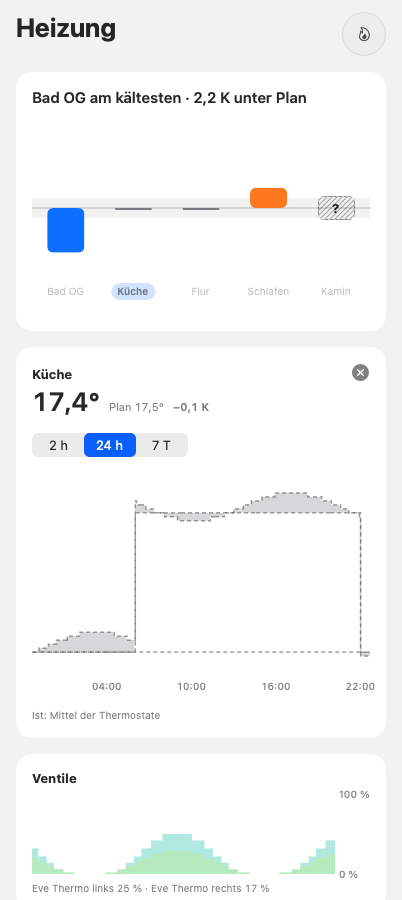 Heizung
Bad OG am kältesten · 2,2 K unter Plan
?
Bad OG Küche Flur Schlafen Kamin
Küche
17,4° Plan 17,5° −0,1 K
2 h 24 h 7 T
04:00 10:00 16:00 22:00
Ist: Mittel der Thermostate
Ventile
100 %
0 %
Eve Thermo links 25 % · Eve Thermo rechts 17 %